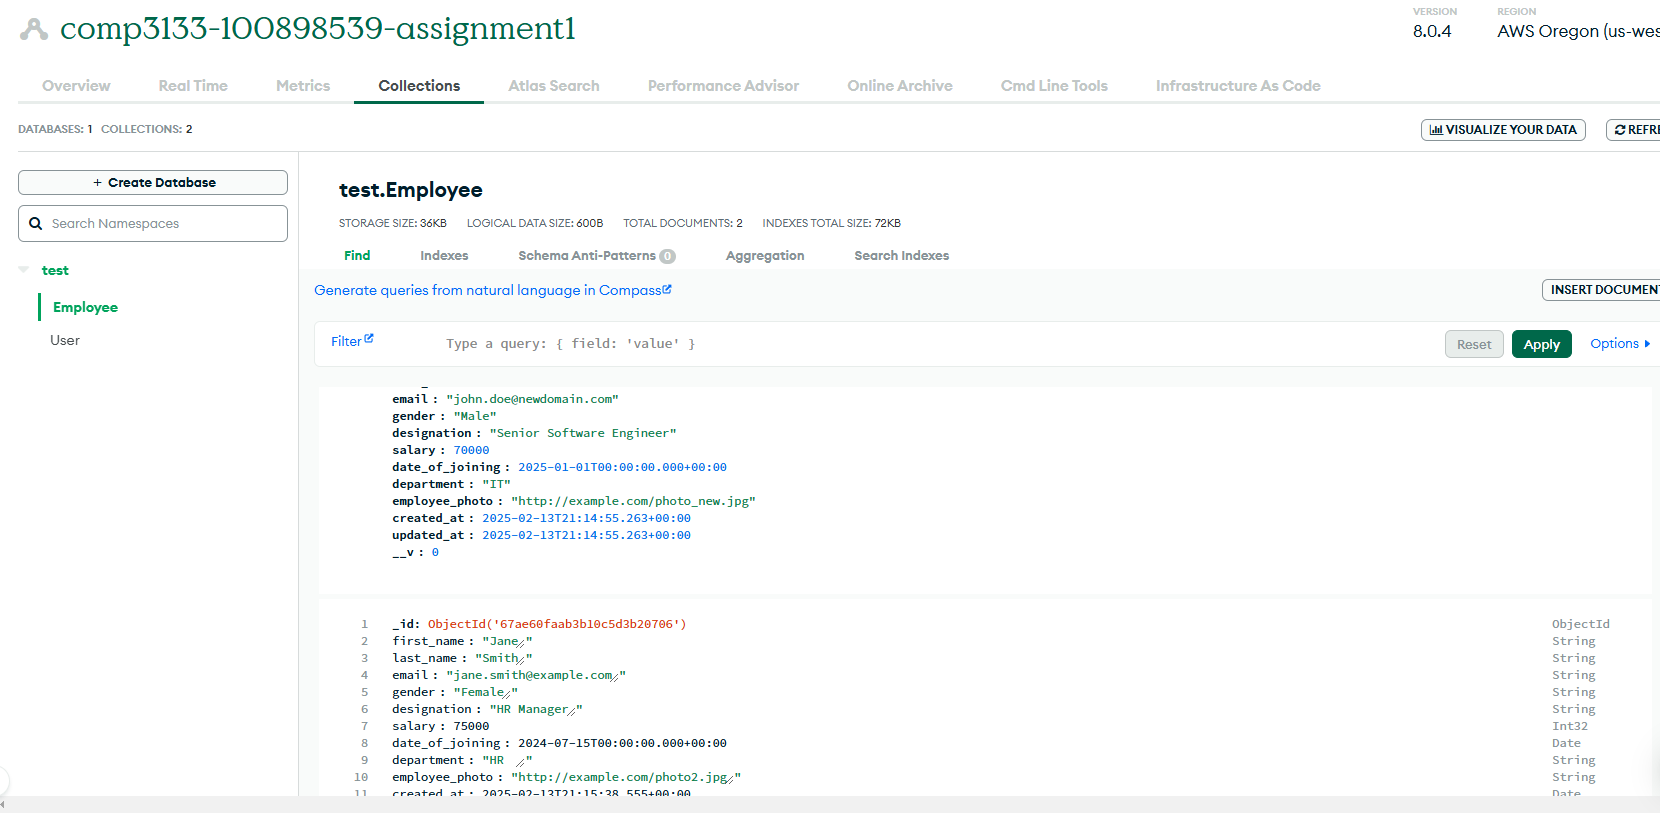 comp3133-100898539-assignment1
VERSION
8.0.4
REGION
AWS Oregon (us-wes
Overview Real Time Metrics Collections Atlas Search Performance Advisor Online Archive Cmd Line Tools Infrastructure As Code
DATABASES: 1 COLLECTIONS: 2
VISUALIZE YOUR DATA
REFRE
+ Create Database
Search Namespaces
test
Employee
User
test.Employee
STORAGE SIZE: 36KB LOGICAL DATA SIZE: 600B TOTAL DOCUMENTS: 2 INDEXES TOTAL SIZE: 72KB
Find Indexes Schema Anti-Patterns 0 Aggregation Search Indexes
Generate queries from natural language in Compass
INSERT DOCUMENT
Filter Type a query: { field: 'value' } Reset Apply Options
email : "john.doe@newdomain.com"
gender : "Male"
designation : "Senior Software Engineer"
salary : 70000
date_of_joining : 2025-01-01T00:00:00.000+00:00
department : "IT"
employee_photo : "http://example.com/photo_new.jpg"
created_at : 2025-02-13T21:14:55.263+00:00
updated_at : 2025-02-13T21:14:55.263+00:00
__v : 0
1 _id: ObjectId('67ae60faab3b10c5d3b20706') ObjectId
2 first_name : "Jane" String
3 last_name : "Smith" String
4 email : "jane.smith@example.com" String
5 gender : "Female" String
6 designation : "HR Manager" String
7 salary : 75000 Int32
8 date_of_joining : 2024-07-15T00:00:00.000+00:00 Date
9 department : "HR " String
10 employee_photo : "http://example.com/photo2.jpg" String
11 created_at : 2025-02-13T21:15:38.555+00:00 Date